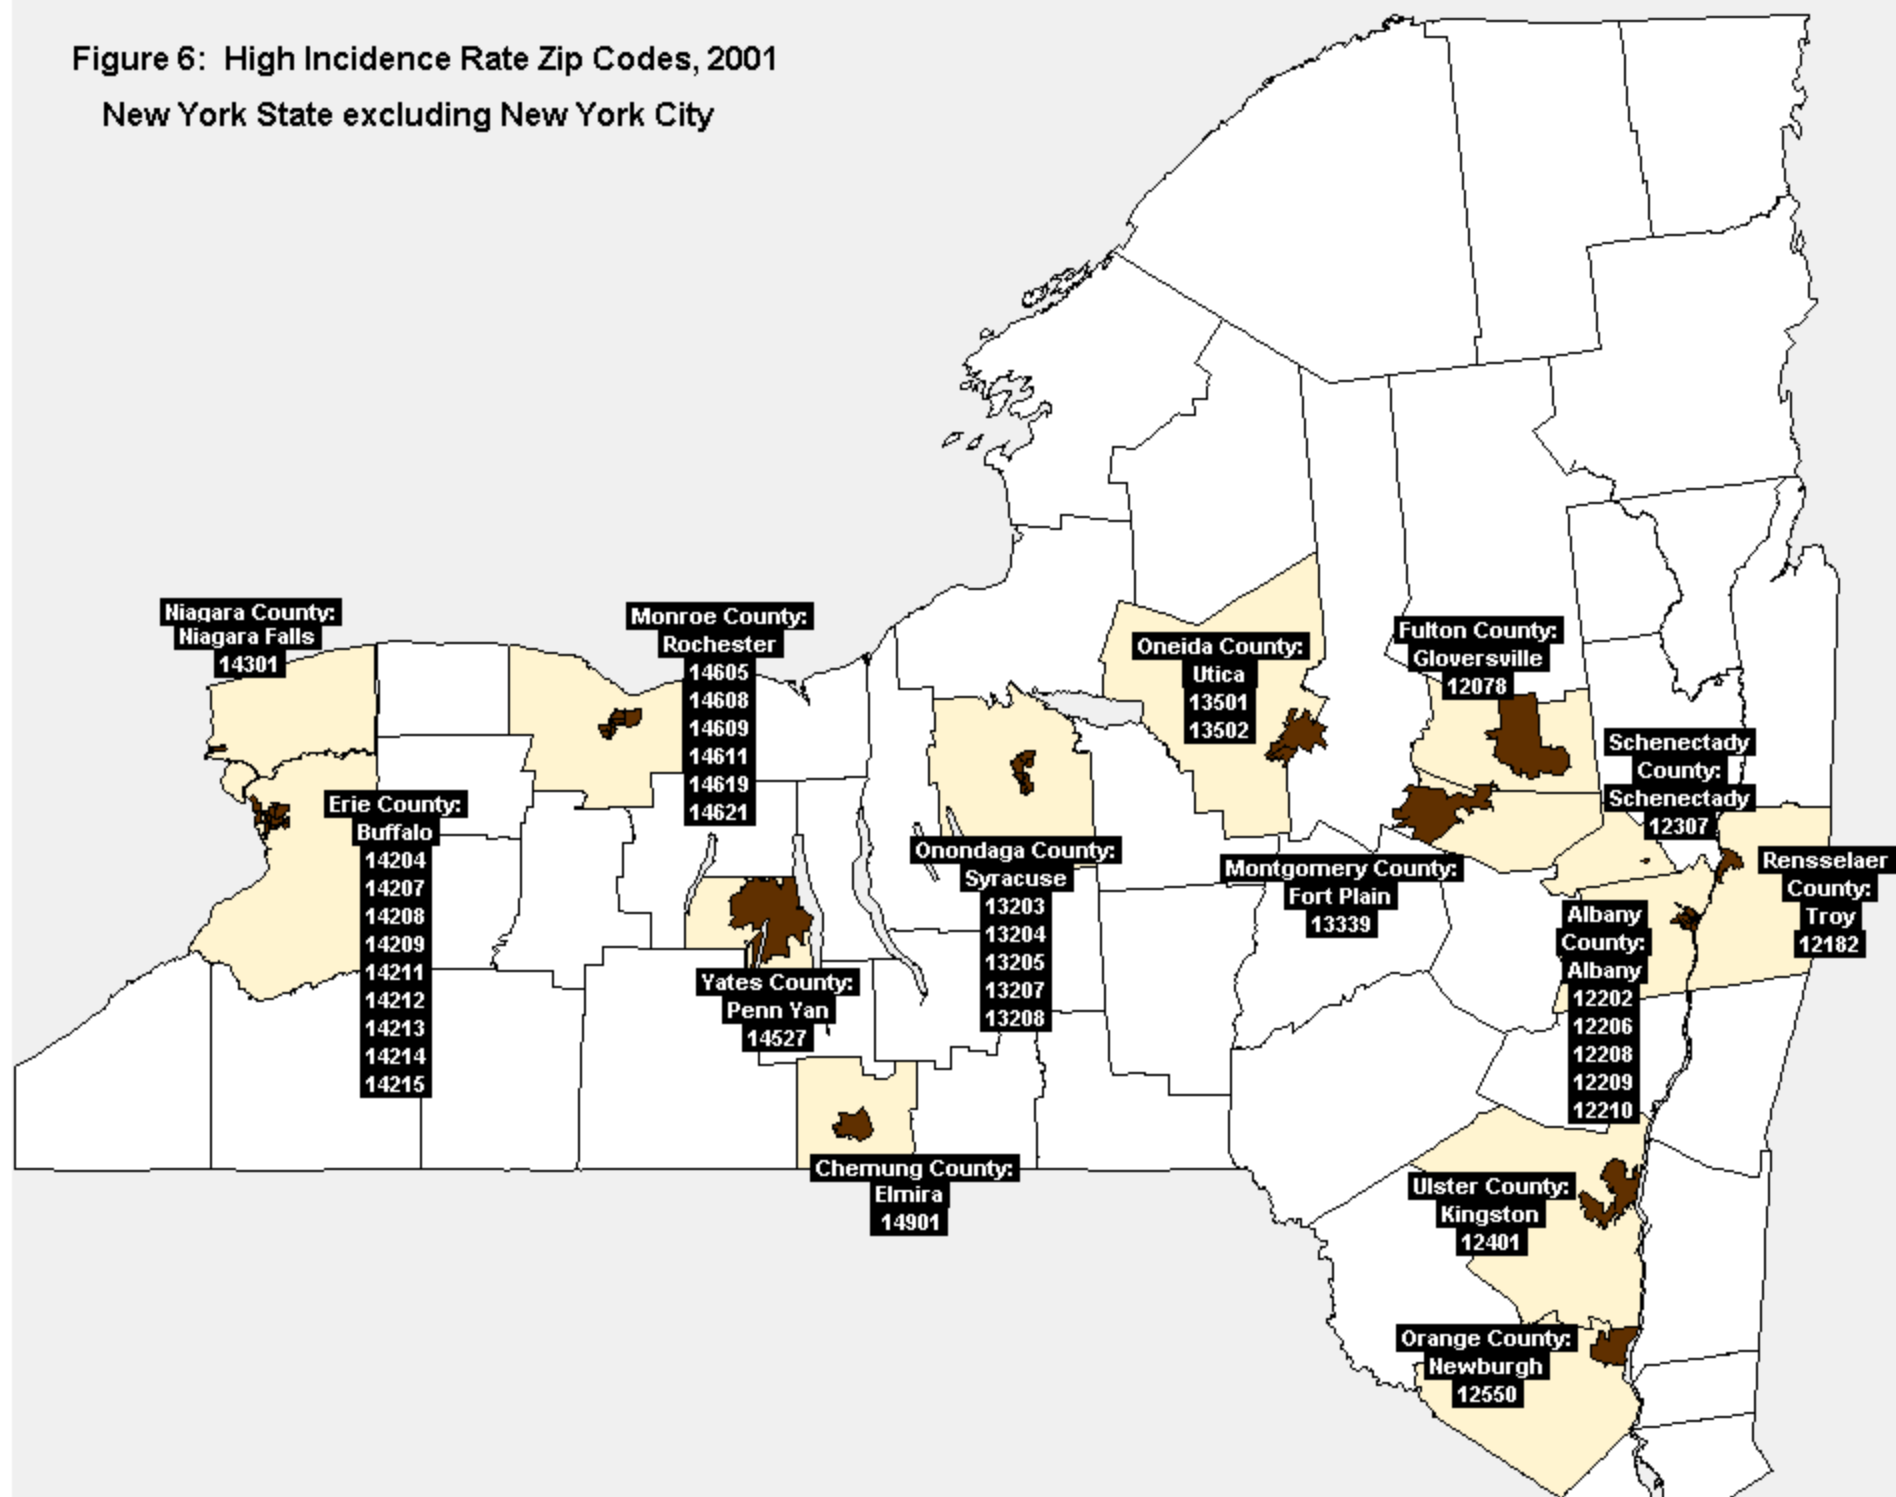 Figure 6: High Incidence Rate Zip Codes, 2001
New York State excluding New York City
Niagara County:
Niagara Falls
14301
Monroe County:
Rochester
14605
14608
14609
14611
14619
14621
Oneida County:
Utica
13501
13502
Fulton County:
Gloversville
12078
Schenectady
County:
Schenectady
12307
Erie County:
Buffalo
14204
14207
14208
14209
14211
14212
14213
14214
14215
Onondaga County:
Syracuse
13203
13204
13205
13207
13208
Montgomery County:
Fort Plain
13339
Rensselaer
County:
Troy
12182
Albany
County:
Albany
12202
12206
12208
12209
12210
Yates County:
Penn Yan
14527
Chemung County:
Elmira
14901
Ulster County:
Kingston
12401
Orange County:
Newburgh
12550